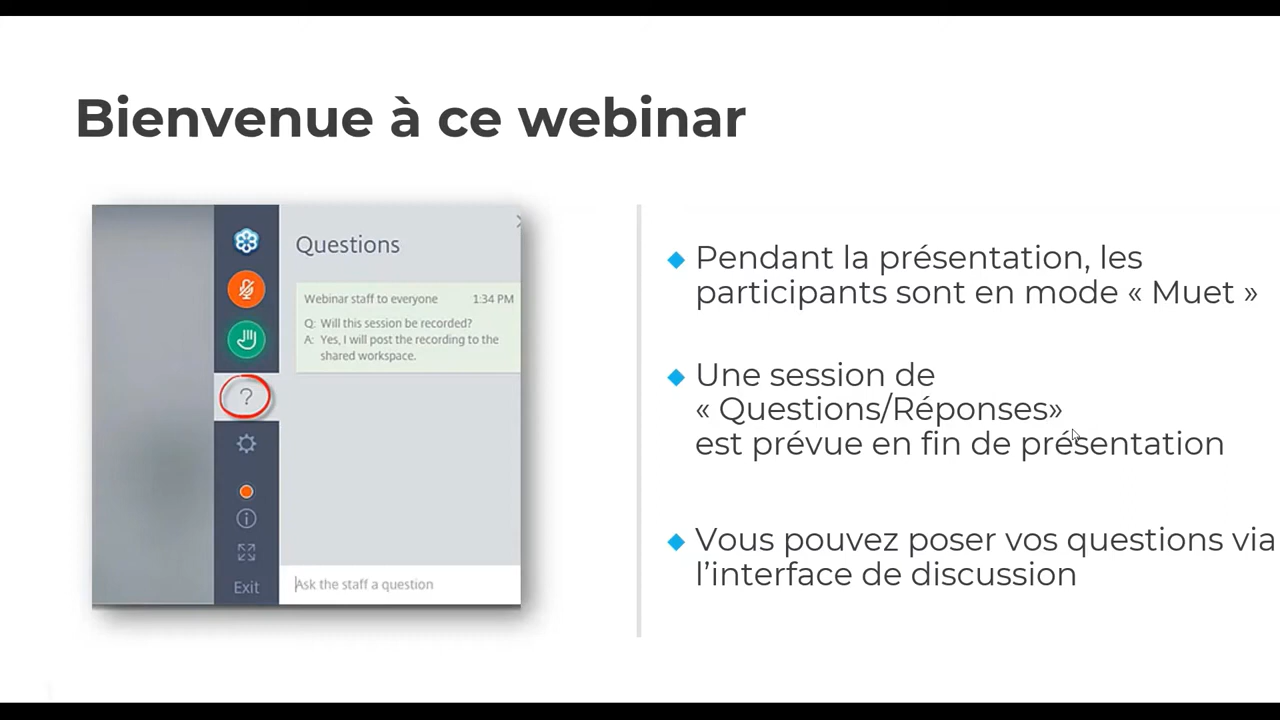 Bienvenue à ce webinar
Questions
Webinar staff to everyone 1:34 PM
Q: Will this session be recorded?
A: Yes, I will post the recording to the
shared workspace.
?
Exit
Ask the staff a question
Pendant la présentation, les
participants sont en mode « Muet »
Une session de
« Questions/Réponses»
est prévue en fin de présentation
Vous pouvez poser vos questions via
l’interface de discussion